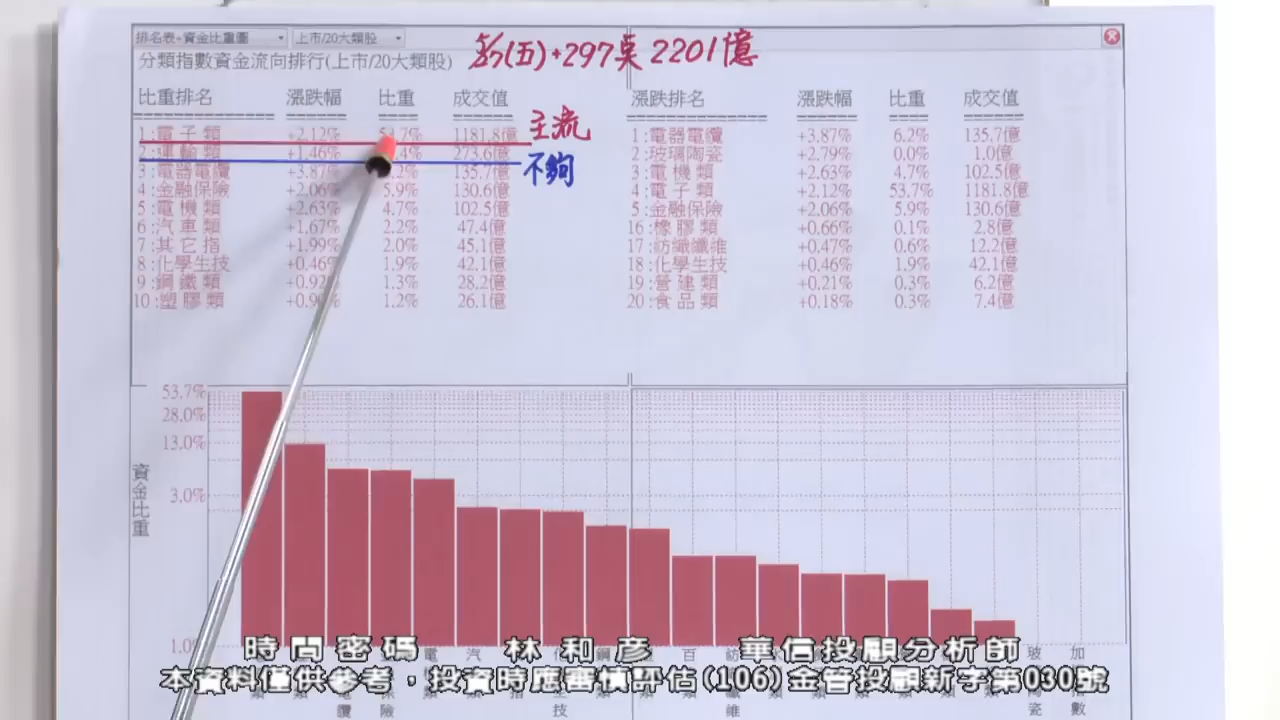 排名表-資金比重圖 上市/20大類股
分類指數資金流向排行(上市/20大類股) (五)+297點 2201億
比重排名 漲跌幅 比重 成交值 漲跌排名 漲跌幅 比重 成交值
1:電子類 +2.12% 1181.8億 主流 1:電器電纜 +3.87% 6.2% 135.7億
2:運輸類 +1.46% 273.6億 2:玻璃陶瓷 +2.79% 0.0% 1.0億
3:電器電纜 +3.87% 135.7億 不夠 3:電機類 +2.63% 4.7% 102.5億
4:金融保險 +2.06% 5.9% 130.6億 4:電子類 +2.12% 53.7% 1181.8億
5:電機類 +2.63% 4.7% 102.5億 5:金融保險 +2.06% 5.9% 130.6億
6:汽車類 +1.67% 2.2% 47.4億 16:橡膠類 +0.66% 0.1% 2.8億
7:其它指 +1.99% 2.0% 45.1億 17:紡織纖維 +0.47% 0.6% 12.2億
8:化學生技 +0.46% 1.9% 42.1億 18:化學生技 +0.46% 1.9% 42.1億
9:鋼鐵類 1.3% 28.2億 19:營建類 +0.21% 0.3% 6.2億
10:塑膠類 1.2% 26.1億 20:食品類 +0.18% 0.3% 7.4億
53.7%
28.0%
13.0%
3.0%
資金比重
1.0%
時間密碼 林和彥 華信投顧分析師
本資料僅供參考，投資時應審慎評估(106)金管投顧新字第030號